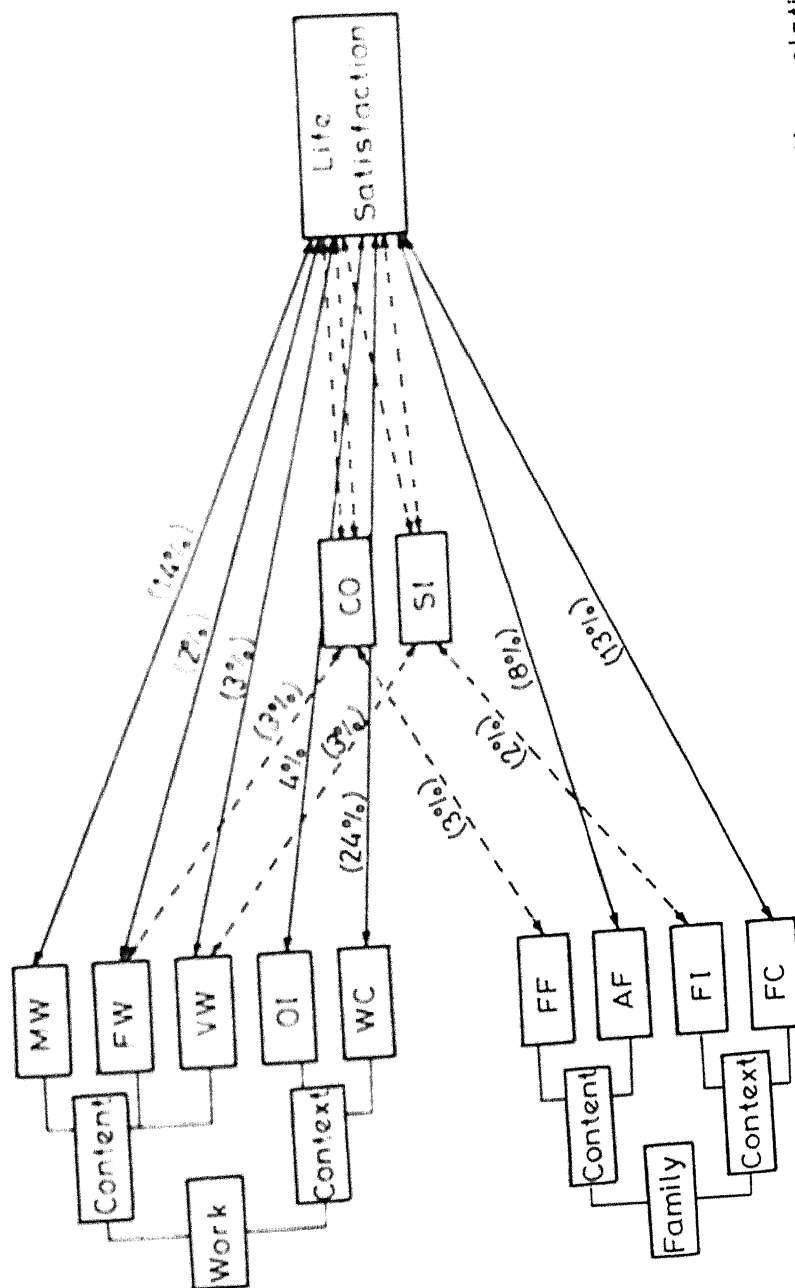 Life
Satisfaction
(14%)
(2%)
(3%)
(3%)
4%
(3%)
(24%)
CO
SI
(3%)
(2%)
(8%)
(13%)
MW
FW
VW
OI
WC
Content
Context
Work
FF
AF
FI
FC
Content
Context
Family